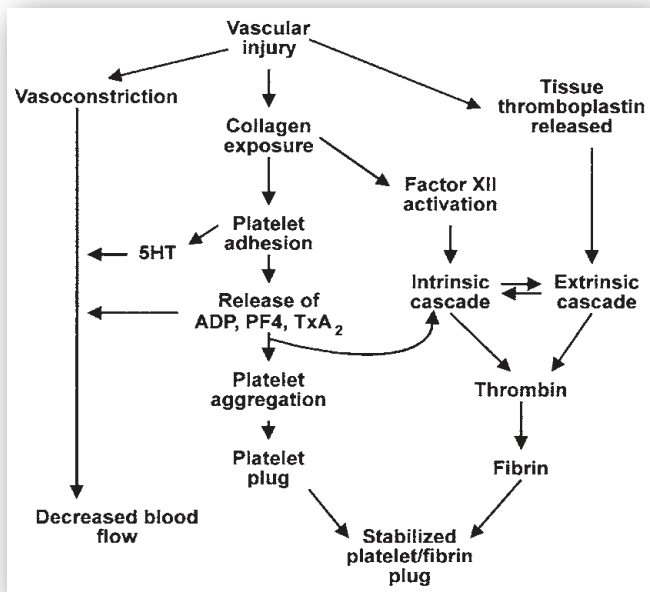 Vascular
injury
Vasoconstriction
Tissue
thromboplastin
released
Collagen
exposure
Factor XII
activation
Platelet
adhesion
5HT
Release of
ADP, PF4, TxA₂
Intrinsic
cascade
Extrinsic
cascade
Platelet
aggregation
Thrombin
Platelet
plug
Fibrin
Decreased blood
flow
Stabilized
platelet/fibrin
plug